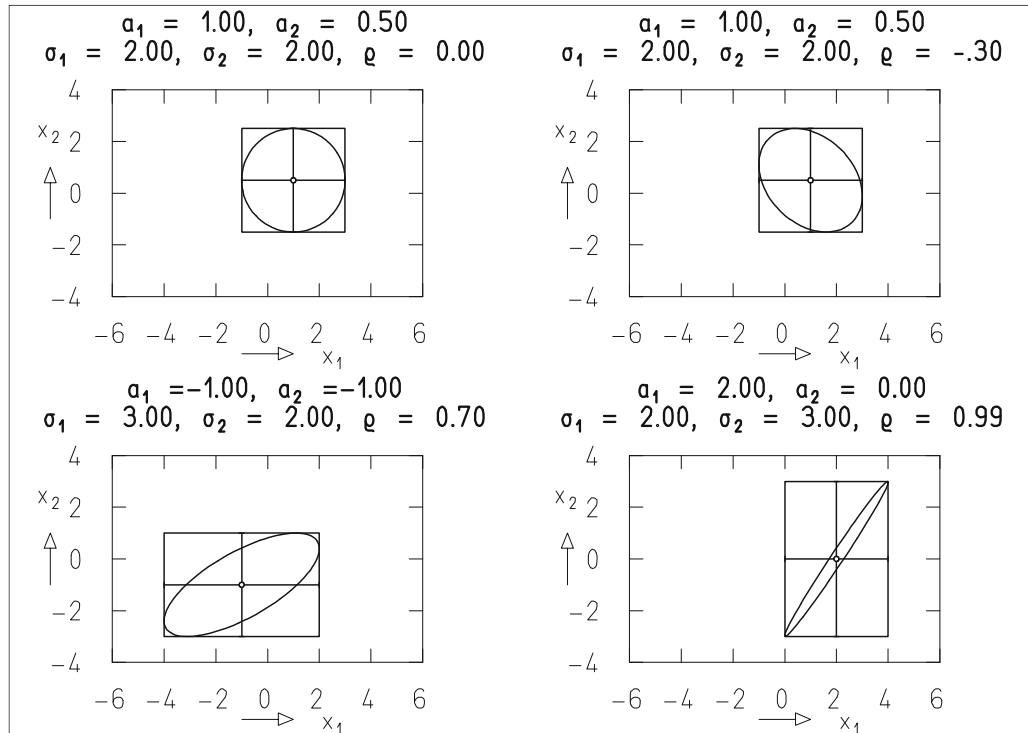 a₁ = 1.00, a₂ = 0.50
σ₁ = 2.00, σ₂ = 2.00, ϱ = 0.00
4
x₂ 2
0
−2
−4
−6 −4 −2 0 2 4 6
x₁
a₁ = 1.00, a₂ = 0.50
σ₁ = 2.00, σ₂ = 2.00, ϱ = -.30
4
x₂ 2
0
−2
−4
−6 −4 −2 0 2 4 6
x₁
a₁ =−1.00, a₂ =−1.00
σ₁ = 3.00, σ₂ = 2.00, ϱ = 0.70
4
x₂ 2
0
−2
−4
−6 −4 −2 0 2 4 6
x₁
a₁ = 2.00, a₂ = 0.00
σ₁ = 2.00, σ₂ = 3.00, ϱ = 0.99
4
x₂ 2
0
−2
−4
−6 −4 −2 0 2 4 6
x₁